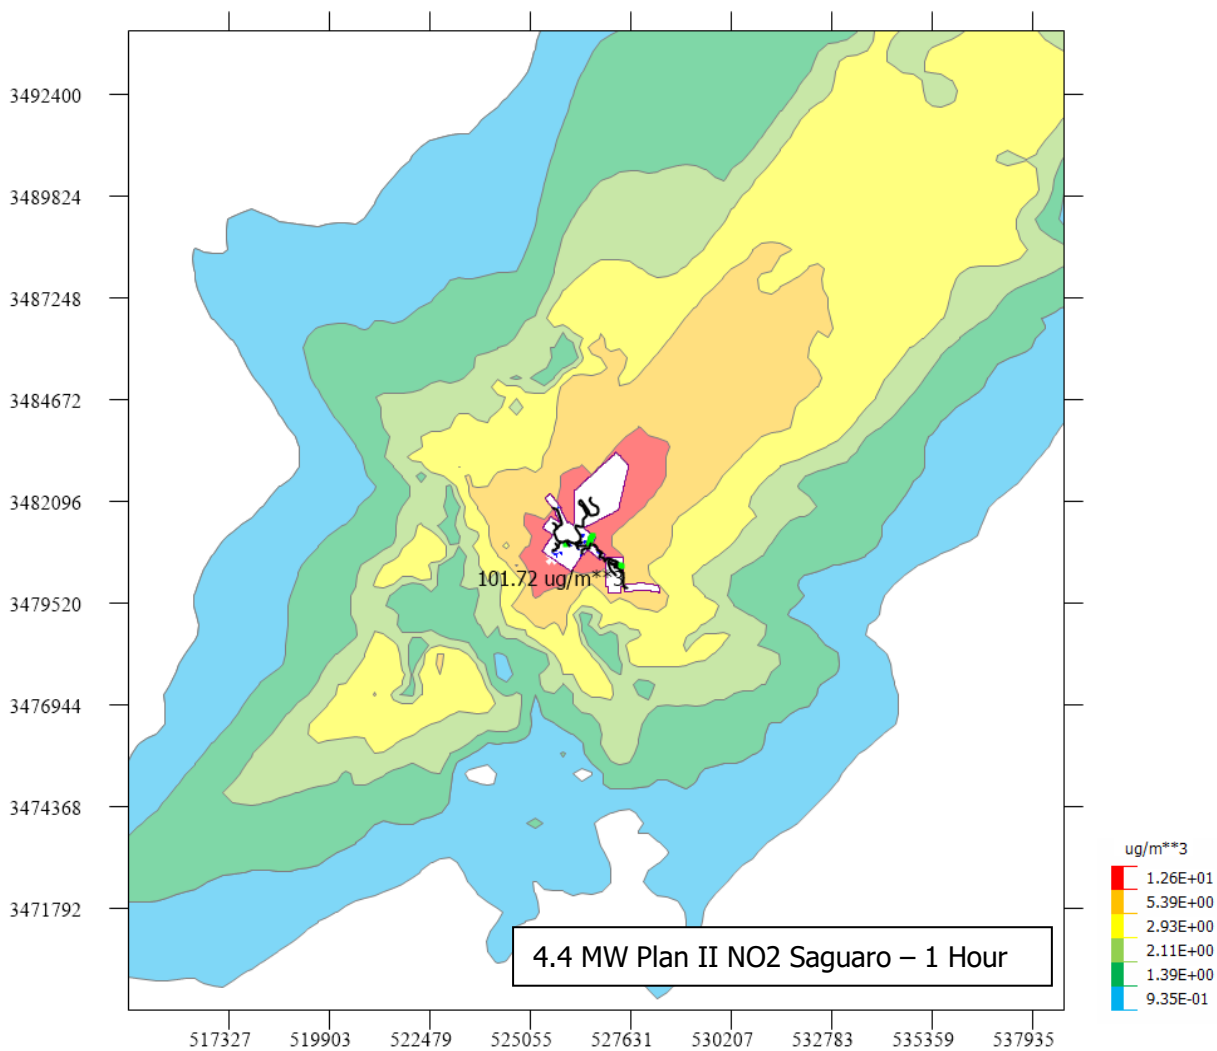 3492400
3489824
3487248
3484672
3482096
3479520
3476944
3474368
3471792
101.72 ug/m**3
ug/m**3
1.26E+01
5.39E+00
2.93E+00
2.11E+00
1.39E+00
9.35E-01
4.4 MW Plan II NO2 Saguaro – 1 Hour
517327 519903 522479 525055 527631 530207 532783 535359 537935